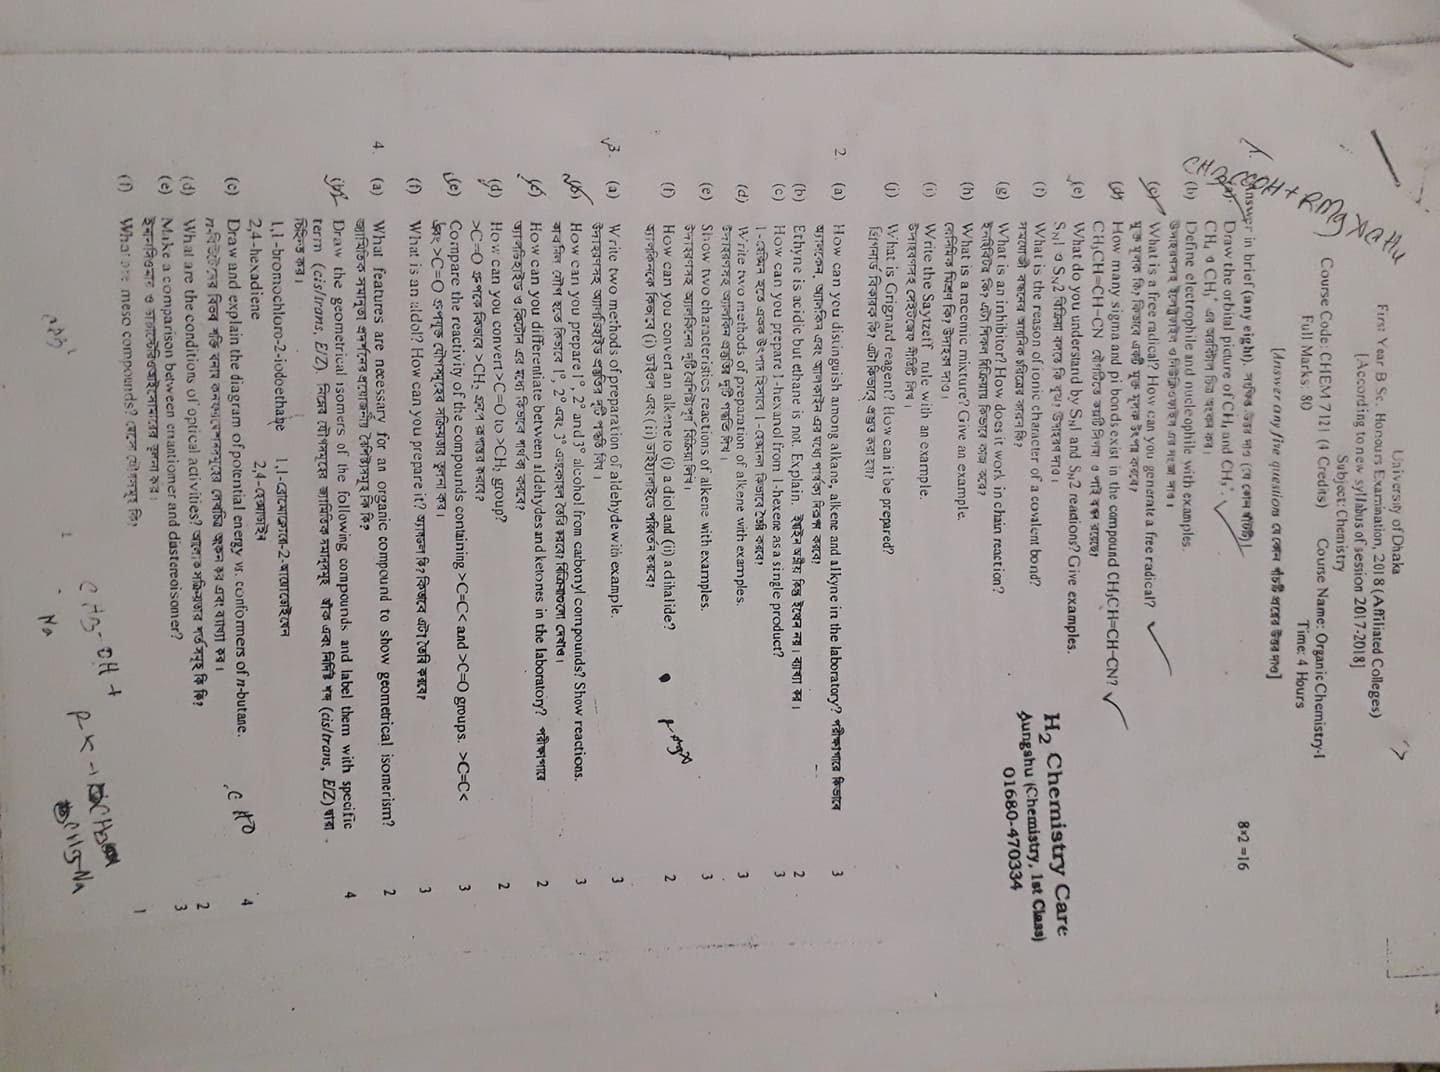 University of Dhaka
First Year B Sc. Honours Examination, 2018 (Affiliated Colleges)
[According to new syllabus of session 2017-2018]
Subject: Chemistry
Course Code: CHEM 7121 (4 Credits) Course Name: Organic Chemistry-I
Full Marks: 80 Time: 4 Hours
[Answer any five questions যে কোন পাঁচটি প্রশ্নের উত্তর দাও]
CH3COOH + RMgX
1. Answer in brief (any eight). সংক্ষিপ্ত উত্তর দাও (যে কোন আটটি)। 8×2=16
(a) Draw the orbital picture of CH4 and CH3+.
CH4 ও CH3+ এর অরবিটাল চিত্র অংকন কর।
(b) Define electrophile and nucleophile with examples.
উদাহরণসহ ইলেক্ট্রোফাইল ও নিউক্লিওফাইল এর সংজ্ঞা দাও।
(c) What is a free radical? How can you generate a free radical?
মুক্ত মূলক কি? কিভাবে একটি মুক্ত মূলক উৎপন্ন করবে?
(d) How many sigma and pi bonds exist in the compound CH3CH=CH-CN?
CH3CH=CH-CN যৌগটিতে কয়টি সিগমা ও পাই বন্ধন রয়েছে?
(e) What do you understand by SN1 and SN2 reactions? Give examples.
SN1 ও SN2 বিক্রিয়া বলতে কি বুঝ? উদাহরণ দাও।
(f) What is the reason of ionic character of a covalent bond?
সমযোজী বন্ধনের আয়নিক চরিত্রের কারন কি?
(g) What is an inhibitor? How does it work in chain reaction?
ইনহিবিটর কি? এটা শিকল বিক্রিয়ায় কিভাবে কাজ করে?
(h) What is a racemic mixture? Give an example.
রেসিমিক মিশ্রণ কি? উদাহরণ দাও।
(i) Write the Saytzeff rule with an example.
উদাহরণসহ সেইটজেফ নীতিটি লিখ।
(j) What is Grignard reagent? How can it be prepared?
গ্রিগনার্ড বিকারক কি? এটা কিভাবে প্রস্তুত করা হয়?
H2 Chemistry Care
Aungshu (Chemistry, 1st Class)
01680-470334
2. (a) How can you distinguish among alkane, alkene and alkyne in the laboratory? পরীক্ষাগারে কিভাবে 3
অ্যালকেন, অ্যালকিন এবং অ্যালকাইন এর মধ্যে পার্থক্য নিরূপণ করবে?
(b) Ethyne is acidic but ethane is not. Explain. ইথাইন অম্লীয় কিন্তু ইথেন নয়। ব্যাখ্যা কর। 2
(c) How can you prepare 1-hexanol from 1-hexene as a single product? 3
1-হেক্সিন হতে একক উৎপাদ হিসাবে 1-হেক্সানল কিভাবে তৈরি করবে?
(d) Write two methods of preparation of alkene with examples. 3
উদাহরণসহ অ্যালকিন প্রস্তুতির দুটি পদ্ধতি লিখ।
(e) Show two characteristics reactions of alkene with examples. 3
উদাহরণসহ অ্যালকিনের দুটি বৈশিষ্ট্যপূর্ণ বিক্রিয়া লিখ।
(f) How can you convert an alkene to (i) a diol and (ii) a dihalide? 2
অ্যালকিনকে কিভাবে (i) ডাইওল এবং (ii) ডাইহ্যালাইডে পরিবর্তন করবে?
3. (a) Write two methods of preparation of aldehyde with example. 3
উদাহরণসহ অ্যালডিহাইড প্রস্তুতির দুটি পদ্ধতি লিখ।
(b) How can you prepare 1°, 2° and 3° alcohol from carbonyl compounds? Show reactions. 3
কার্বনিল যৌগ হতে কিভাবে 1°, 2° এবং 3° এ্যালকোহল তৈরি করবে? বিক্রিয়াগুলো দেখাও।
(c) How can you differentiate between aldehydes and ketones in the laboratory? পরীক্ষাগারে 2
অ্যালডিহাইড ও কিটোন এর মধ্যে কিভাবে পার্থক্য করবে?
(d) How can you convert >C=O to >CH2 group? 2
>C=O গ্রুপকে কিভাবে >CH2 গ্রুপে রূপান্তর করবে?
(e) Compare the reactivity of the compounds containing >C=C< and >C=O groups. >C=C< 3
এবং >C=O গ্রুপযুক্ত যৌগসমূহের সক্রিয়তার তুলনা কর।
(f) What is an aldol? How can you prepare it? অ্যালডল কি? কিভাবে এটা তৈরি করবে? 3
4. (a) What features are necessary for an organic compound to show geometrical isomerism? 2
জ্যামিতিক সমাণুতা প্রদর্শনে প্রয়োজনীয় বৈশিষ্ট্যসমূহ কি কি?
(b) Draw the geometrical isomers of the following compounds and label them with specific 4
term (cis/trans, E/Z). নিম্নের যৌগসমূহের জ্যামিতিক সমাণুসমূহ আঁক এবং নির্দিষ্ট শব্দ (cis/trans, E/Z) দ্বারা
চিহ্নিত কর।
1,1-bromochloro-2-iodoethane 1,1-ব্রোমোক্লোরো-2-আয়োডোইথেন
2,4-hexadiene 2,4-হেক্সাডাইন
(c) Draw and explain the diagram of potential energy vs. conformers of n-butane. 4
n-বিউটেনের বিভব শক্তি বনাম কনফরমেশনসমূহের লেখচিত্র অংকন কর এবং ব্যাখ্যা কর।
(d) What are the conditions of optical activities? আলোক সক্রিয়তার শর্তসমূহ কি কি? 2
(e) Make a comparison between enantiomer and diastereoisomer? 3
ইনানসিওমার ও ডায়াস্টেরিওআইসোমারের তুলনা কর।
(f) What are meso compounds? মেসো যৌগসমূহ কি? 1
CH3-OH +
Na